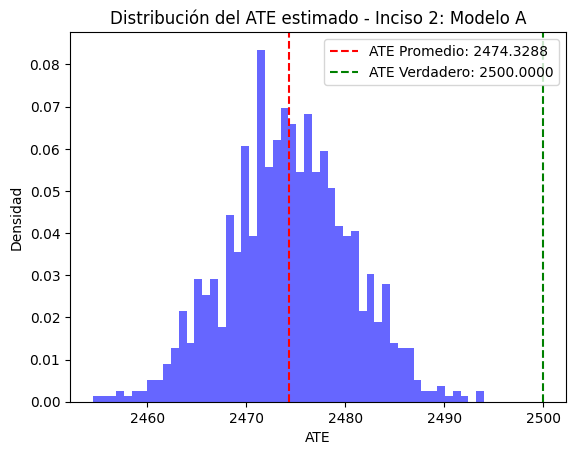 Distribución del ATE estimado - Inciso 2: Modelo A
ATE Promedio: 2474.3288
ATE Verdadero: 2500.0000
Densidad
0.08
0.07
0.06
0.05
0.04
0.03
0.02
0.01
0.00
2460 2470 2480 2490 2500
ATE